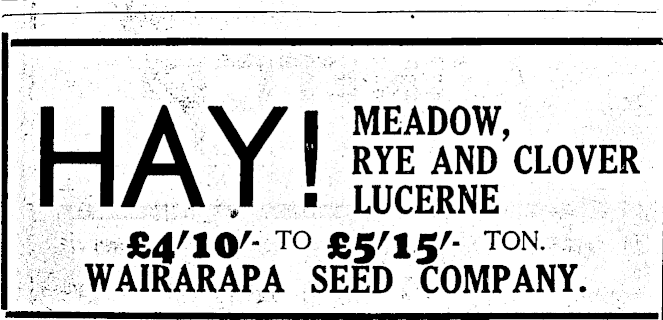 HAY!
MEADOW,
RYE AND CLOVER
LUCERNE
£4'10'- TO £5'15'- TON.
WAIRARAPA SEED COMPANY.